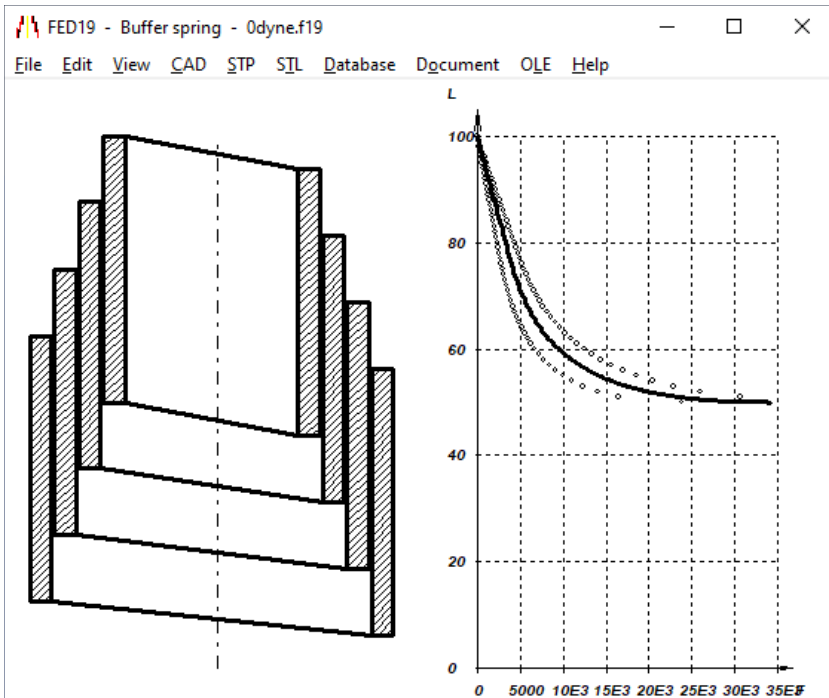 FED19 - Buffer spring - 0dyne.f19
File Edit View CAD STP STL Database Document OLE Help
L
100
80
60
40
20
0
0 5000 10E3 15E3 20E3 25E3 30E3 35E3 F